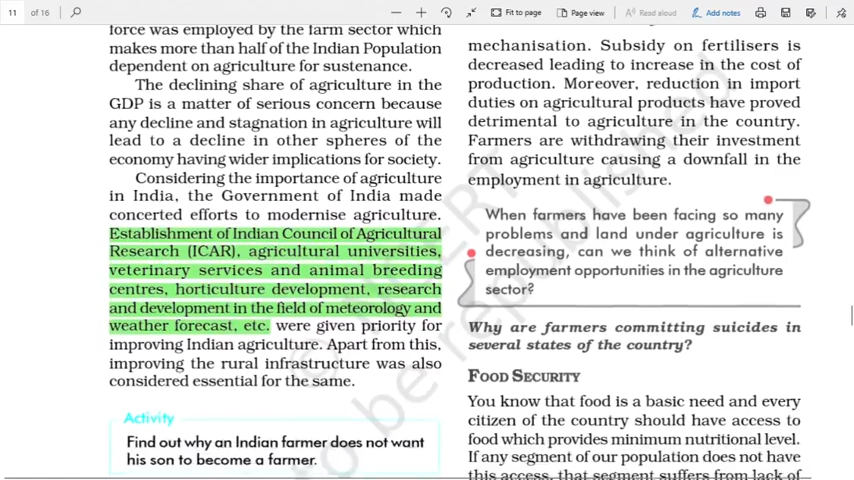 11 of 16
Fit to page
Page view
Read aloud
Add notes
force was employed by the farm sector which
makes more than half of the Indian Population
dependent on agriculture for sustenance.
The declining share of agriculture in the
GDP is a matter of serious concern because
any decline and stagnation in agriculture will
lead to a decline in other spheres of the
economy having wider implications for society.
Considering the importance of agriculture
in India, the Government of India made
concerted efforts to modernise agriculture.
Establishment of Indian Council of Agricultural
Research (ICAR), agricultural universities,
veterinary services and animal breeding
centres, horticulture development, research
and development in the field of meteorology and
weather forecast, etc. were given priority for
improving Indian agriculture. Apart from this,
improving the rural infrastructure was also
considered essential for the same.
Activity
Find out why an Indian farmer does not want
his son to become a farmer.
mechanisation. Subsidy on fertilisers is
decreased leading to increase in the cost of
production. Moreover, reduction in import
duties on agricultural products have proved
detrimental to agriculture in the country.
Farmers are withdrawing their investment
from agriculture causing a downfall in the
employment in agriculture.
When farmers have been facing so many
problems and land under agriculture is
decreasing, can we think of alternative
employment opportunities in the agriculture
sector?
Why are farmers committing suicides in
several states of the country?
FOOD SECURITY
You know that food is a basic need and every
citizen of the country should have access to
food which provides minimum nutritional level.
If any segment of our population does not have
this access, that segment suffers from lack of
© NCERT
to be republished